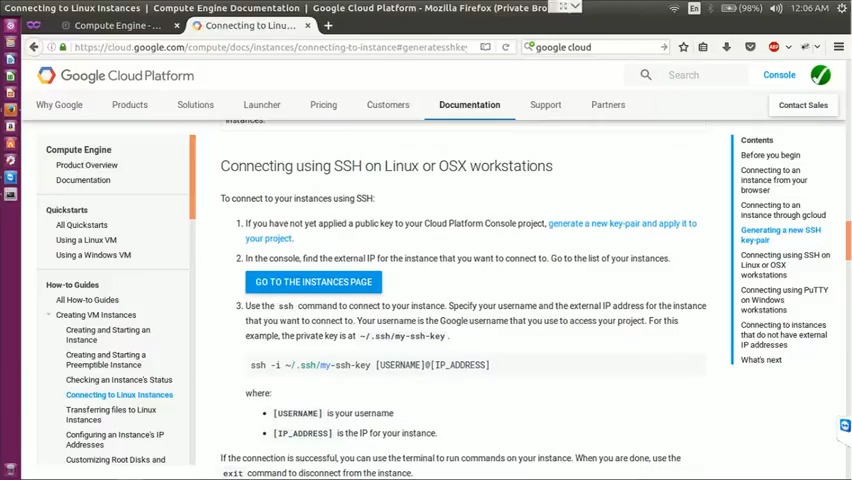 Connecting to Linux Instances | Compute Engine Documentation | Google Cloud Platform - Mozilla Firefox (Private Bro
En
(98%)
12:06 AM
Compute Engine - ...
Connecting to Linu...
https://cloud.google.com/compute/docs/instances/connecting-to-instance#generatesshke
google cloud
ABP
Google Cloud Platform
Search
Console
Why Google
Products
Solutions
Launcher
Pricing
Customers
Documentation
Support
Partners
Contact Sales
instances.
Compute Engine
Product Overview
Documentation
Quickstarts
All Quickstarts
Using a Linux VM
Using a Windows VM
How-to Guides
All How-to Guides
Creating VM Instances
Creating and Starting an
Instance
Creating and Starting a
Preemptible Instance
Checking an Instance's Status
Connecting to Linux Instances
Transferring files to Linux
Instances
Configuring an Instance's IP
Addresses
Customizing Root Disks and
Connecting using SSH on Linux or OSX workstations
To connect to your instances using SSH:
1. If you have not yet applied a public key to your Cloud Platform Console project, generate a new key-pair and apply it to
your project.
2. In the console, find the external IP for the instance that you want to connect to. Go to the list of your instances.
GO TO THE INSTANCES PAGE
3. Use the ssh command to connect to your instance. Specify your username and the external IP address for the instance
that you want to connect to. Your username is the Google username that you use to access your project. For this
example, the private key is at ~/.ssh/my-ssh-key .
ssh -i ~/.ssh/my-ssh-key [USERNAME]@[IP_ADDRESS]
where:
• [USERNAME] is your username
• [IP_ADDRESS] is the IP for your instance.
If the connection is successful, you can use the terminal to run commands on your instance. When you are done, use the
exit command to disconnect from the instance.
Contents
Before you begin
Connecting to an
instance from your
browser
Connecting to an
instance through gcloud
Generating a new SSH
key-pair
Connecting using SSH on
Linux or OSX
workstations
Connecting using PuTTY
on Windows
workstations
Connecting to instances
that do not have external
IP addresses
What's next